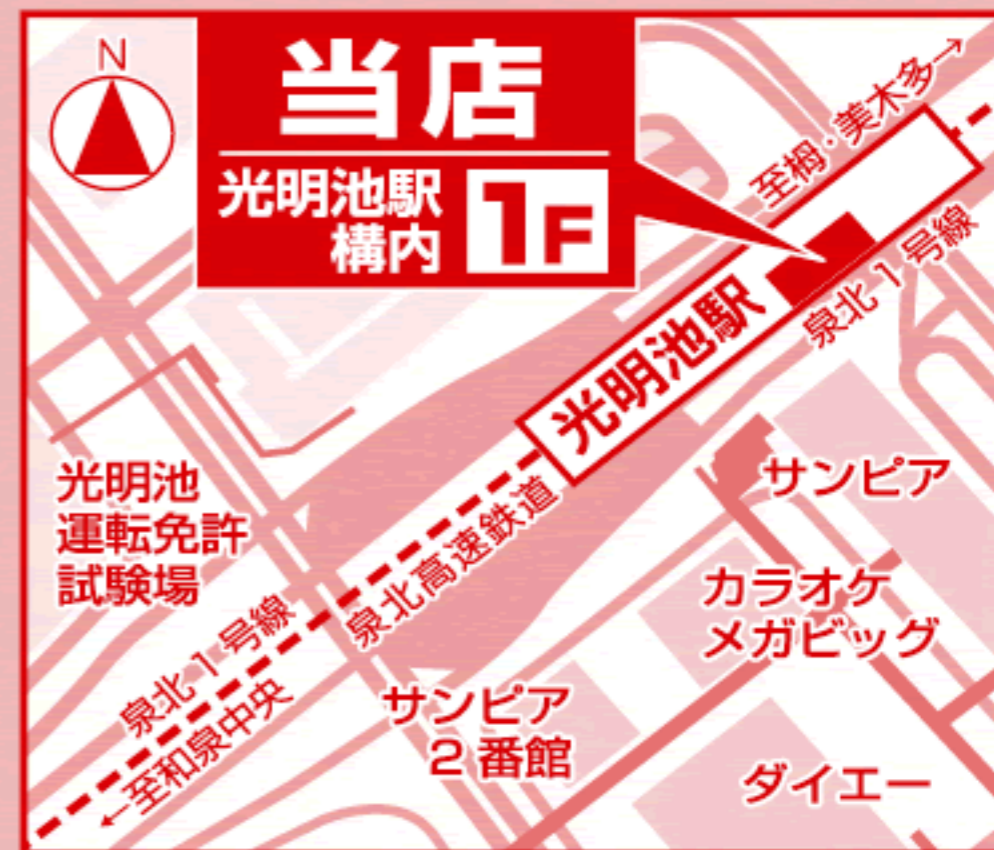 N
当店
光明池駅
構内
1F
至栂・美木多→
泉北1号線
光明池駅
サンピア
光明池
運転免許
試験場
泉北高速鉄道
カラオケ
メガビッグ
泉北1号線
←至和泉中央
サンピア
2番館
ダイエー